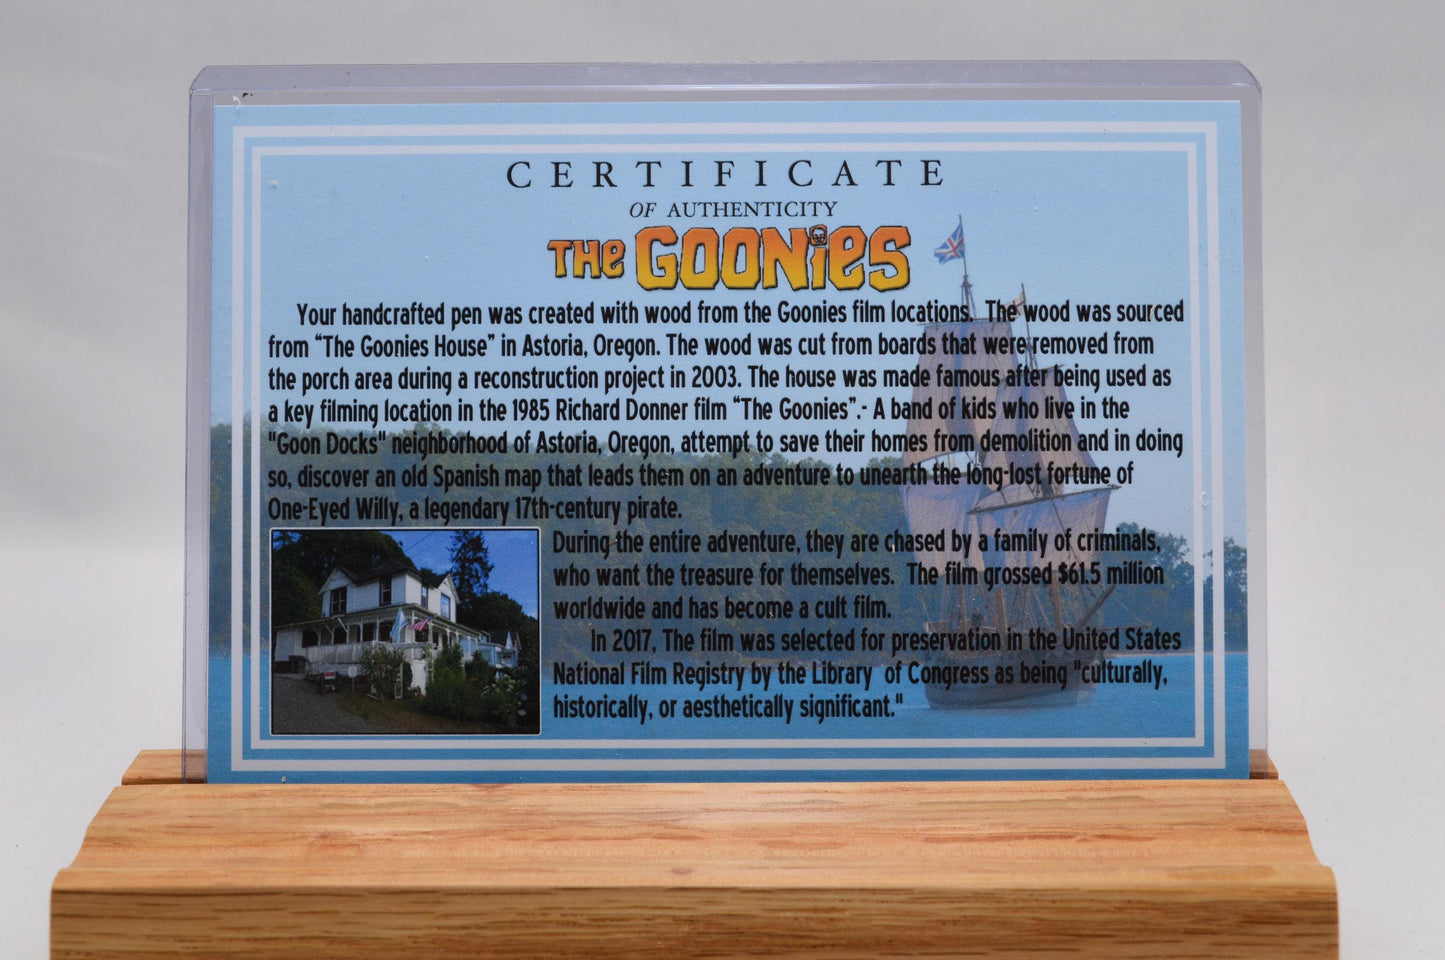 CERTIFICATE
OF AUTHENTICITY
THE GOONIES
Your handcrafted pen was created with wood from the Goonies film locations. The wood was sourced
from “The Goonies House” in Astoria, Oregon. The wood was cut from boards that were removed from
the porch area during a reconstruction project in 2003. The house was made famous after being used as
a key filming location in the 1985 Richard Donner film “The Goonies”.- A band of kids who live in the
"Goon Docks" neighborhood of Astoria, Oregon, attempt to save their homes from demolition and in doing
so, discover an old Spanish map that leads them on an adventure to unearth the long-lost fortune of
One-Eyed Willy, a legendary 17th-century pirate.
During the entire adventure, they are chased by a family of criminals,
who want the treasure for themselves. The film grossed $61.5 million
worldwide and has become a cult film.
In 2017, The film was selected for preservation in the United States
National Film Registry by the Library of Congress as being "culturally,
historically, or aesthetically significant."